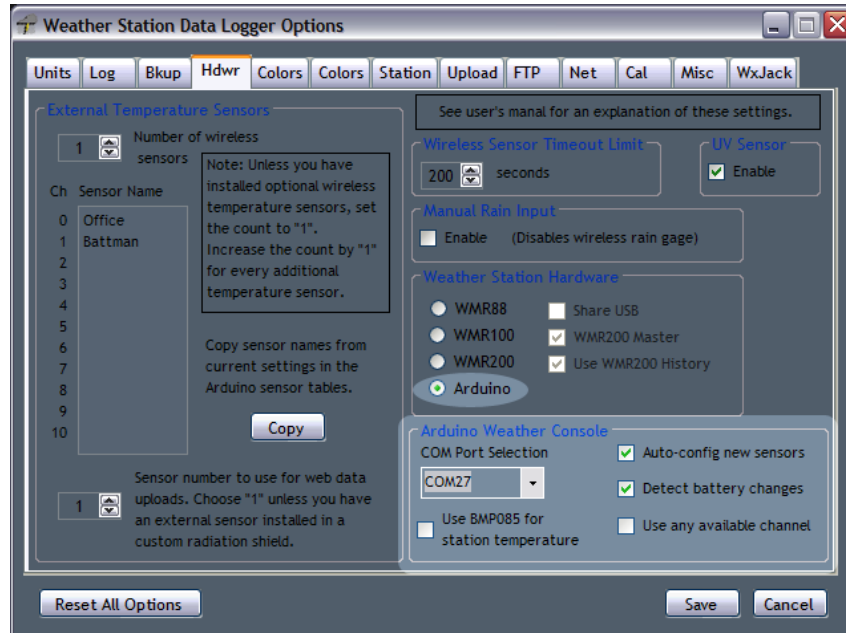 Weather Station Data Logger Options
Units Log Bkup Hdwr Colors Colors Station Upload FTP Net Cal Misc WxJack
External Temperature Sensors
1
Number of wireless
sensors
Note: Unless you have
installed optional wireless
temperature sensors, set
the count to "1".
Increase the count by "1"
for every additional
temperature sensor.
Ch Sensor Name
0 Office
1 Battman
2
3
4
5
6
7
8
9
10
Copy sensor names from
current settings in the
Arduino sensor tables.
Copy
1
Sensor number to use for web data
uploads. Choose "1" unless you have
an external sensor installed in a
custom radiation shield.
See user's manal for an explanation of these settings.
Wireless Sensor Timeout Limit
200 seconds
UV Sensor
Enable
Manual Rain Input
Enable (Disables wireless rain gage)
Weather Station Hardware
WMR88
WMR100
WMR200
Arduino
Share USB
WMR200 Master
Use WMR200 History
Arduino Weather Console
COM Port Selection
COM27
Use BMP085 for
station temperature
Auto-config new sensors
Detect battery changes
Use any available channel
Reset All Options
Save
Cancel